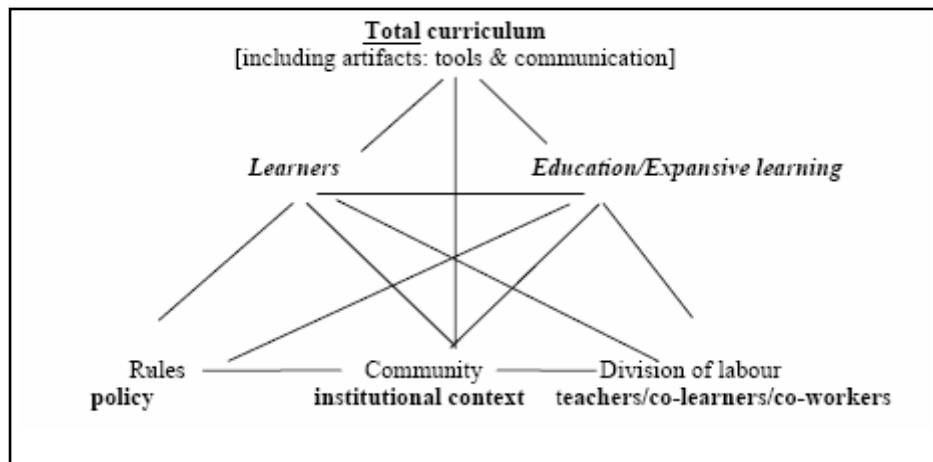 Total curriculum
[including artifacts: tools & communication]
Learners
Education/Expansive learning
Rules
Community
Division of labour
policy
institutional context
teachers/co-learners/co-workers